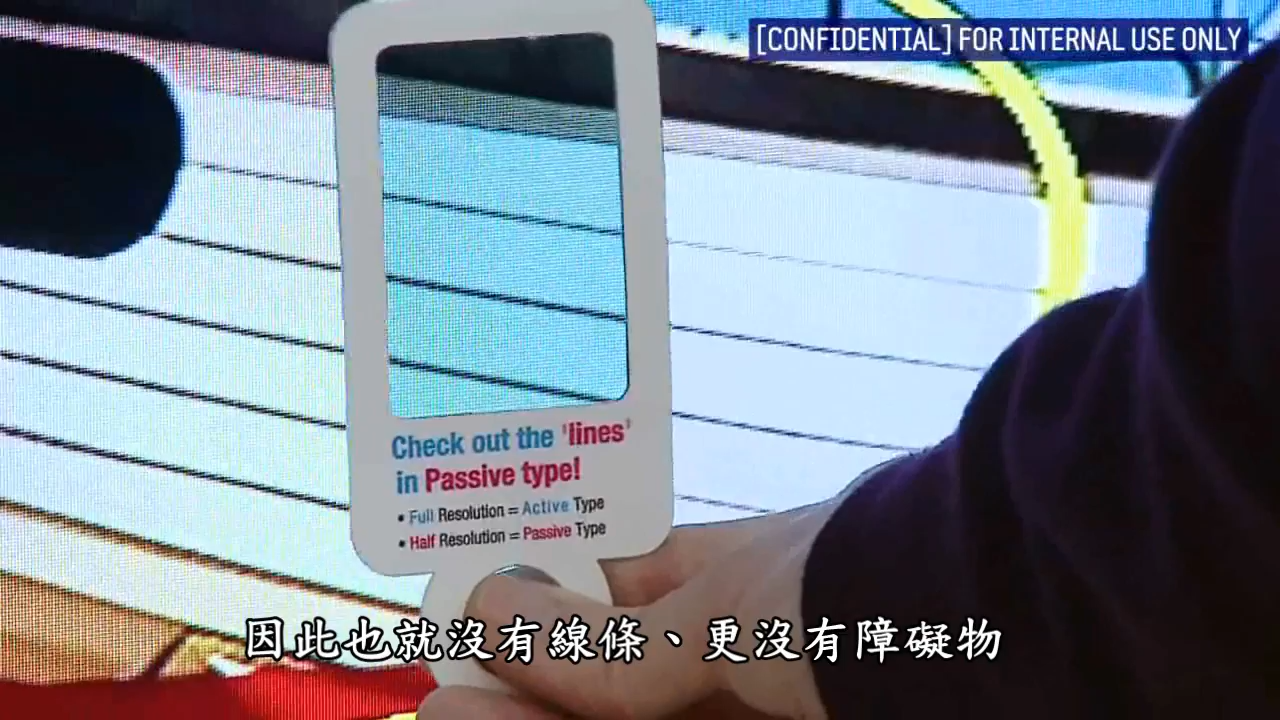 [CONFIDENTIAL] FOR INTERNAL USE ONLY
Check out the 'lines'
in Passive type!
• Full Resolution = Active Type
• Half Resolution = Passive Type
因此也就沒有線條、更沒有障礙物